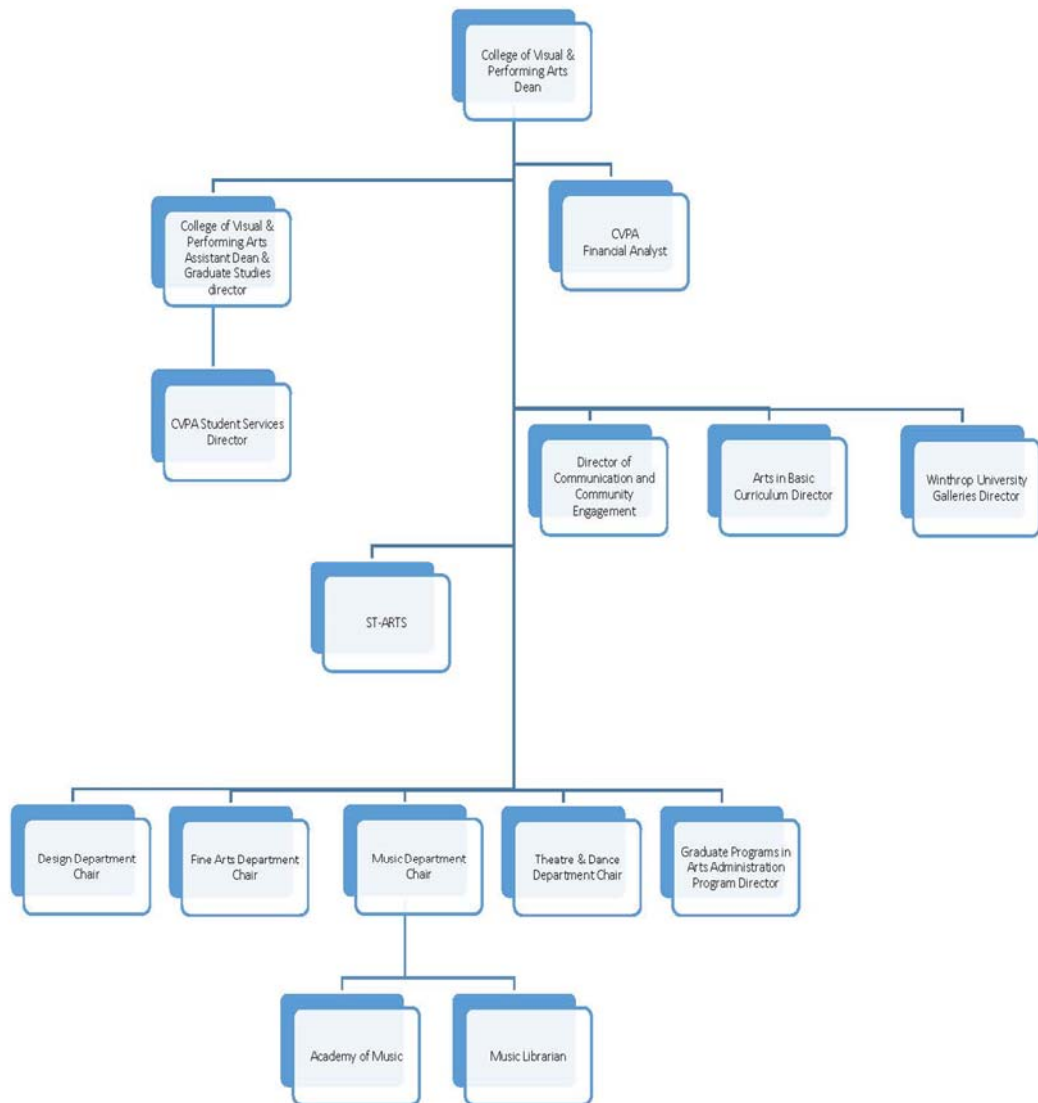 College of Visual &
Performing Arts
Dean
College of Visual &
Performing Arts
Assistant Dean &
Graduate Studies
director
CVPA
Financial Analyst
CVPA Student Services
Director
Director of
Communication and
Community
Engagement
Arts in Basic
Curriculum Director
Winthrop University
Galleries Director
ST-ARTS
Design Department
Chair
Fine Arts Department
Chair
Music Department
Chair
Theatre & Dance
Department Chair
Graduate Programs in
Arts Administration
Program Director
Academy of Music
Music Librarian